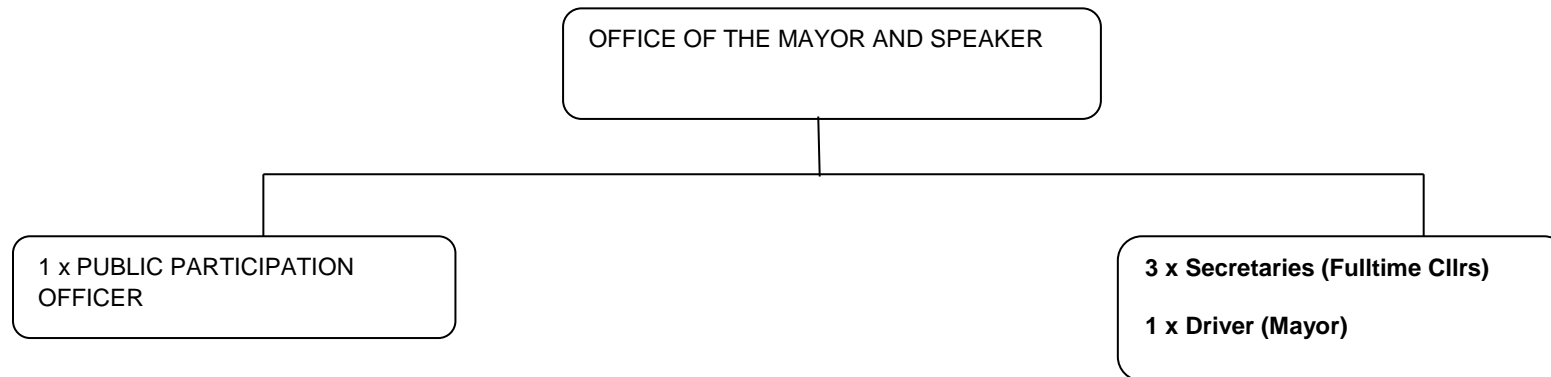 OFFICE OF THE MAYOR AND SPEAKER
1 x PUBLIC PARTICIPATION
OFFICER
3 x Secretaries (Fulltime Cllrs)
1 x Driver (Mayor)